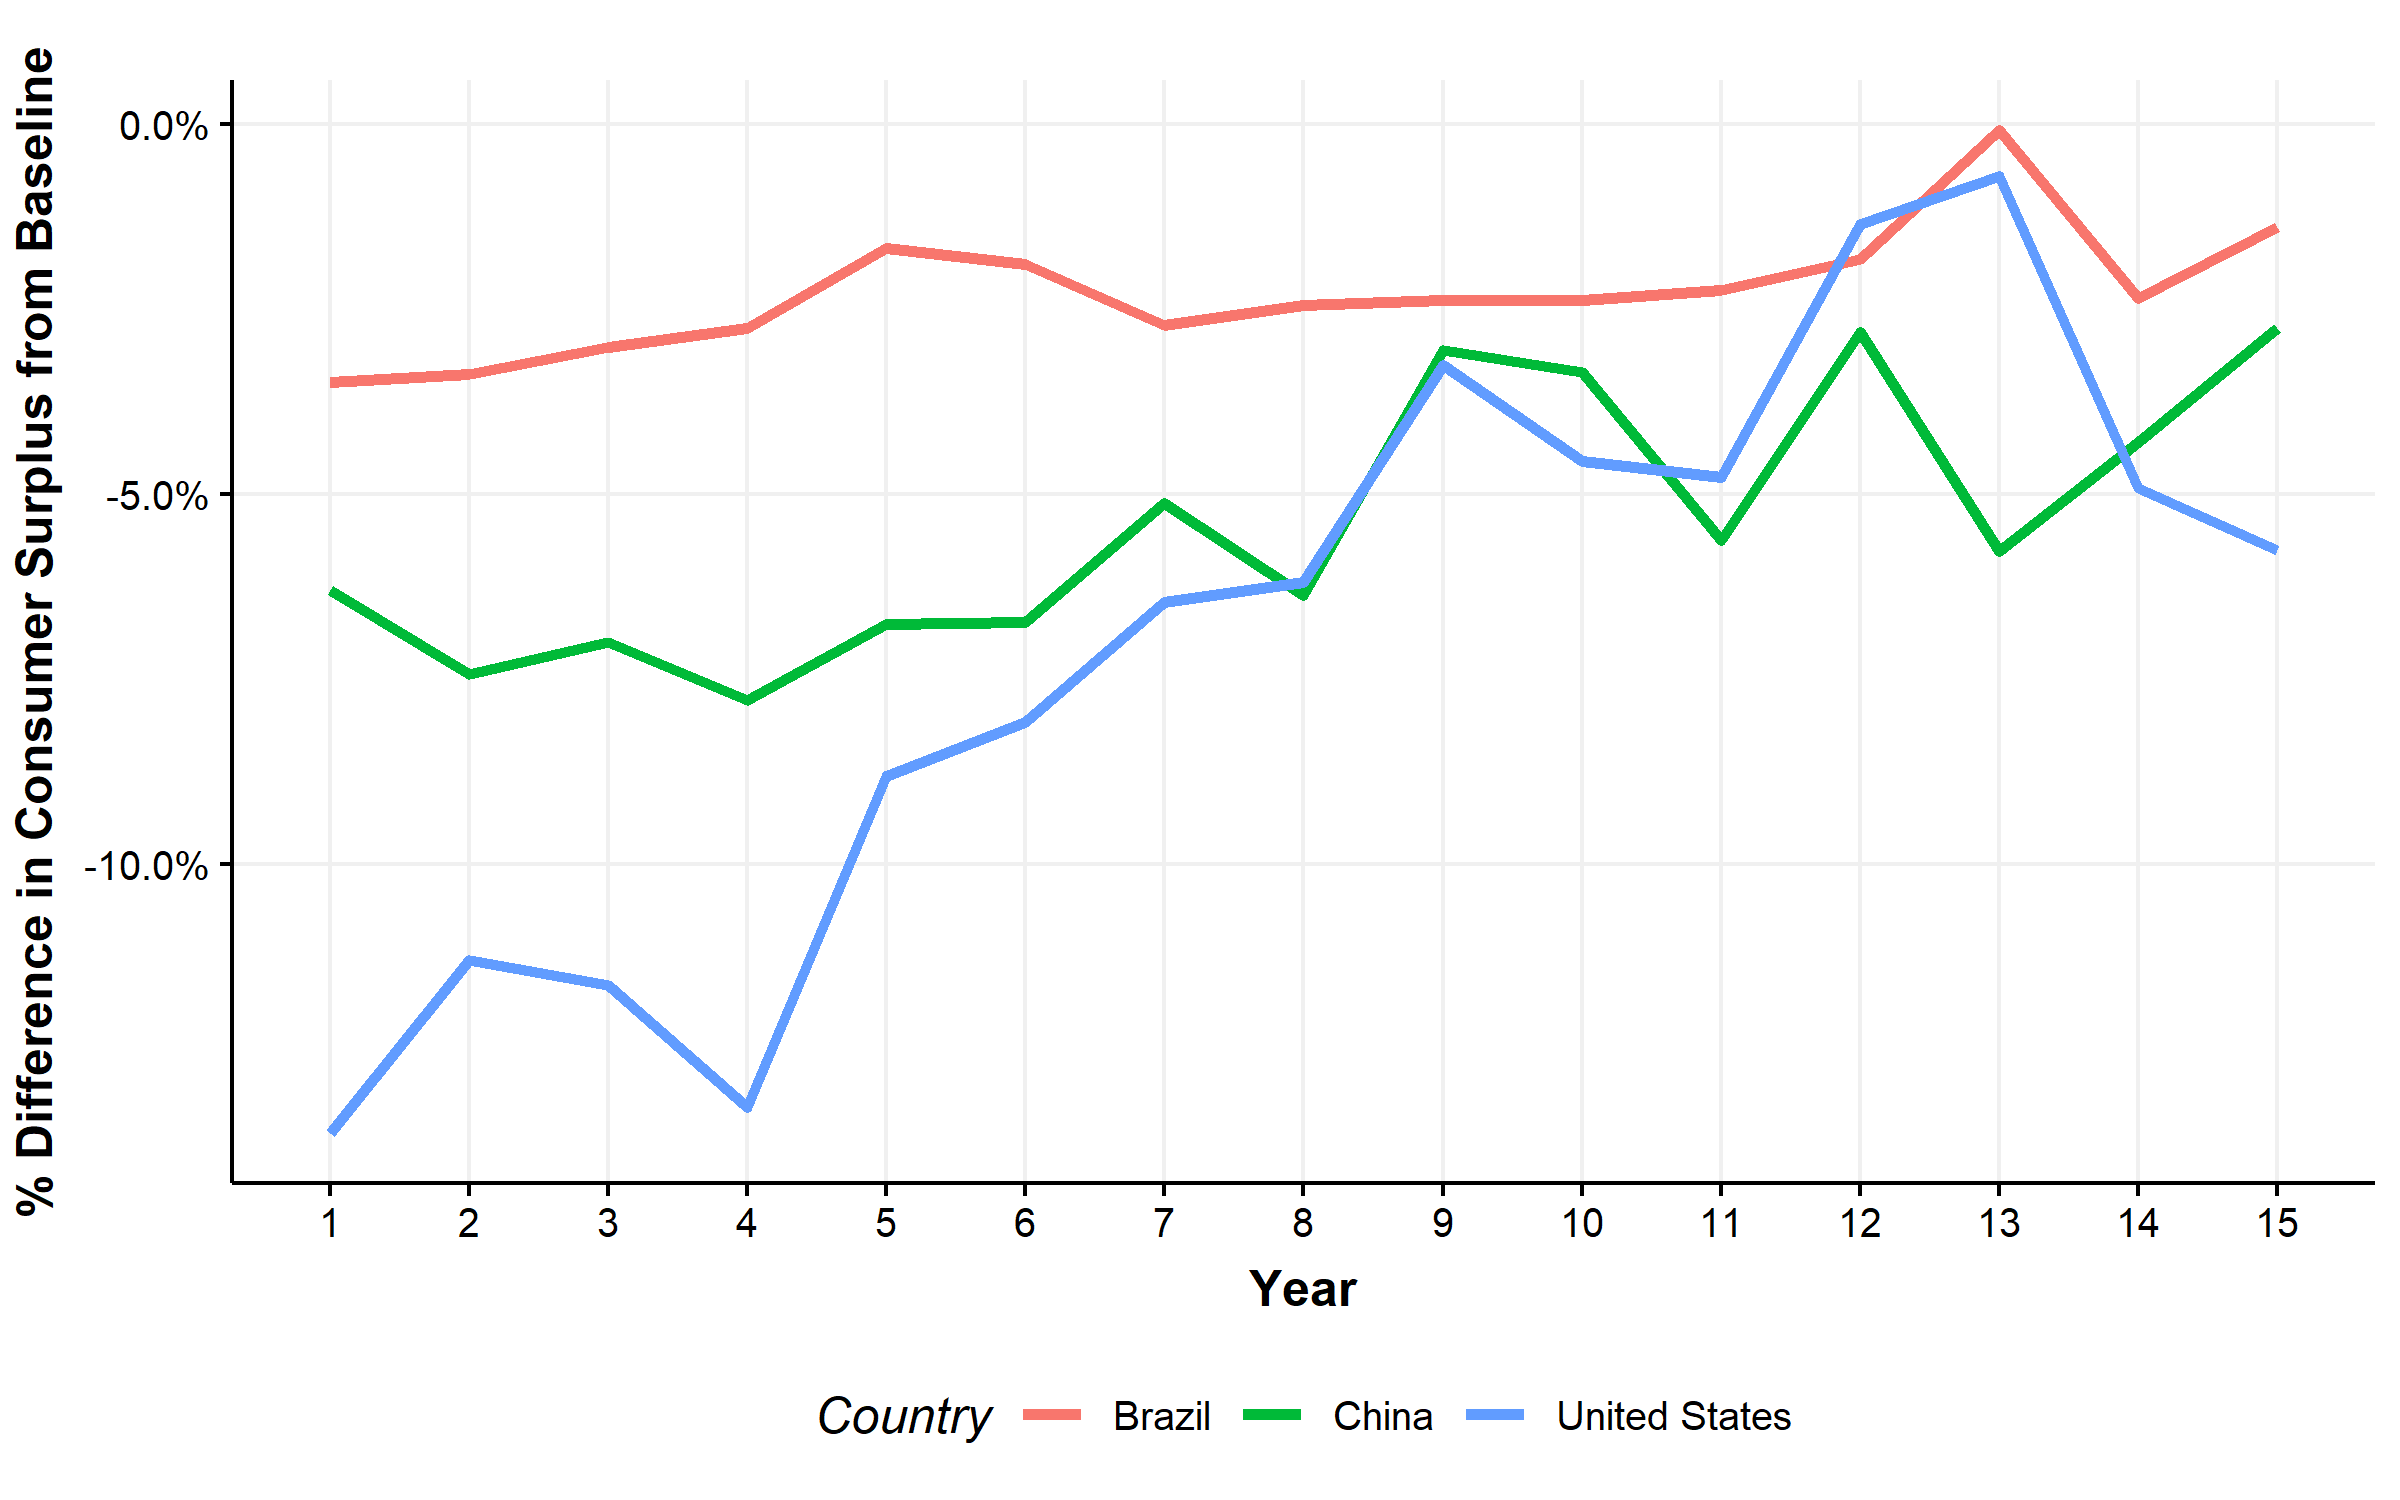 % Difference in Consumer Surplus from Baseline
0.0%
-5.0%
-10.0%
1 2 3 4 5 6 7 8 9 10 11 12 13 14 15
Year
Country Brazil China United States